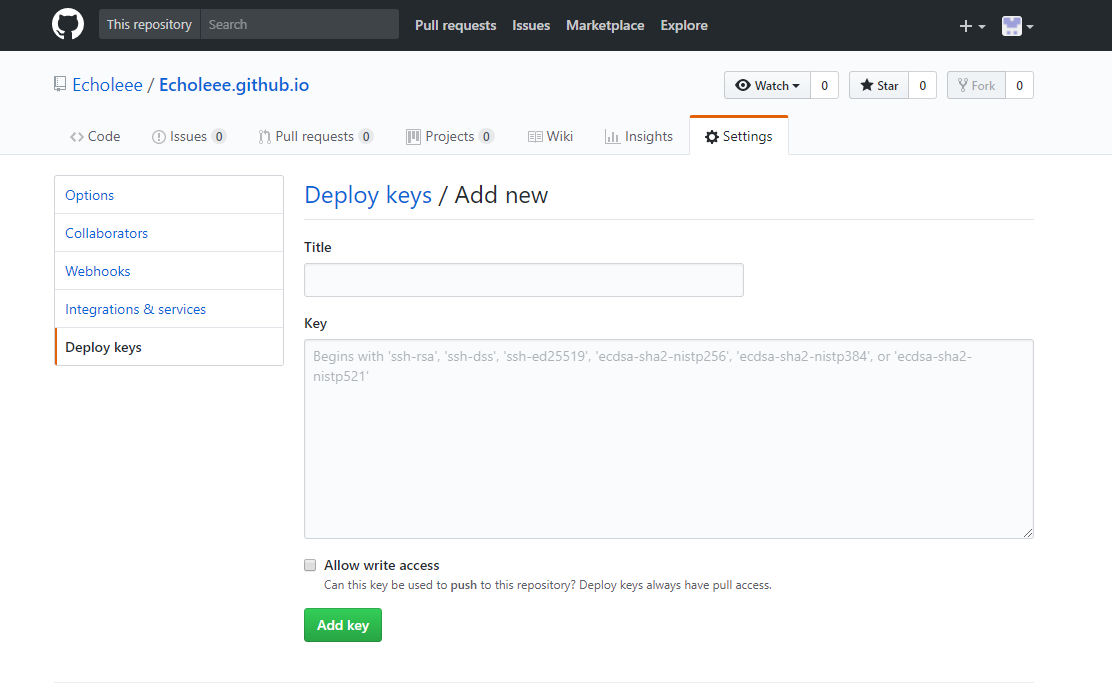 This repository Search Pull requests Issues Marketplace Explore
Echoleee / Echoleee.github.io Watch 0 Star 0 Fork 0
Code Issues 0 Pull requests 0 Projects 0 Wiki Insights Settings
Options
Collaborators
Webhooks
Integrations & services
Deploy keys
Deploy keys / Add new
Title
Key
Begins with 'ssh-rsa', 'ssh-dss', 'ssh-ed25519', 'ecdsa-sha2-nistp256', 'ecdsa-sha2-nistp384', or 'ecdsa-sha2-
nistp521'
Allow write access
Can this key be used to push to this repository? Deploy keys always have pull access.
Add key